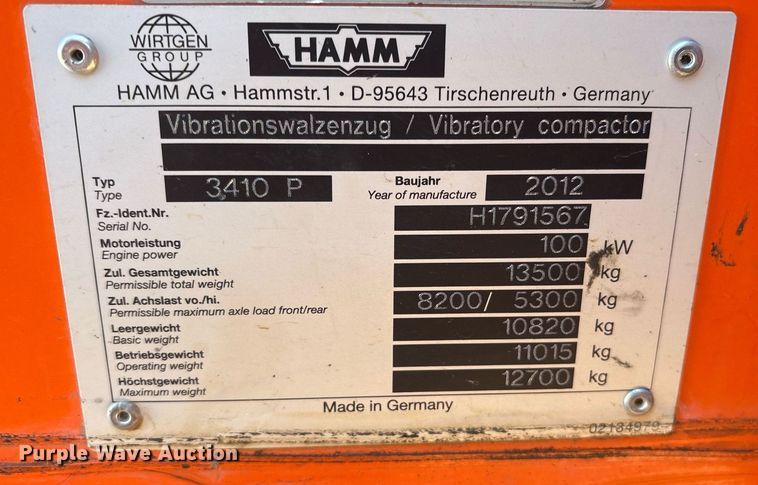 WIRTGEN
GROUP
HAMM
HAMM AG · Hammstr.1 · D-95643 Tirschenreuth · Germany
Vibrationswalzenzug / Vibratory compactor
Typ
Type
3410 P
Baujahr
Year of manufacture
2012
Fz.-Ident.Nr.
Serial No.
H1791567
Motorleistung
Engine power
100 kW
Zul. Gesamtgewicht
Permissible total weight
13500 kg
Zul. Achslast vo./hi.
Permissible maximum axle load front/rear
8200/ 5300 kg
Leergewicht
Basic weight
10820 kg
Betriebsgewicht
Operating weight
11015 kg
Höchstgewicht
Maximum weight
12700 kg
Made in Germany
02184979
Purple Wave Auction